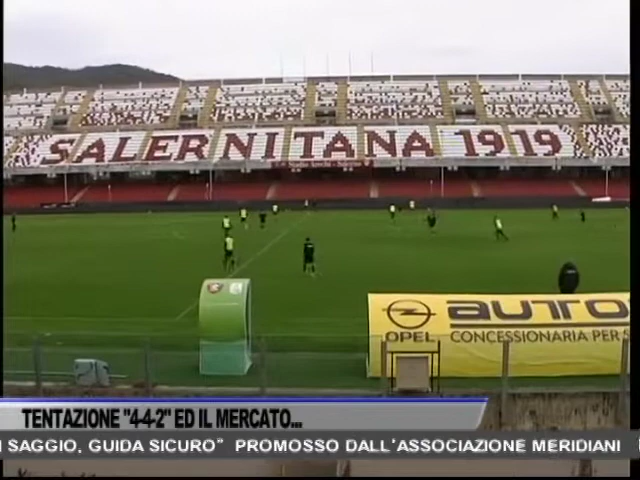 SALERNITANA 1919
AUTO
OPEL
CONCESSIONARIA PER S
TENTAZIONE "4-4-2" ED IL MERCATO...
I SAGGIO, GUIDA SICURO" PROMOSSO DALL'ASSOCIAZIONE MERIDIANI